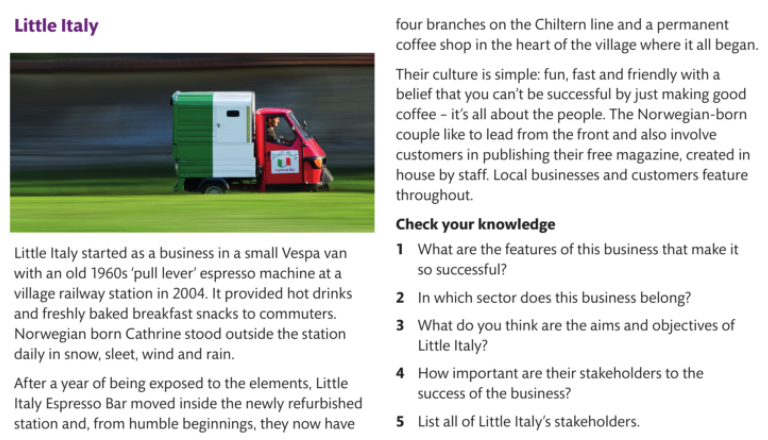 Little Italy
Little Italy started as a business in a small Vespa van
with an old 1960s ‘pull lever’ espresso machine at a
village railway station in 2004. It provided hot drinks
and freshly baked breakfast snacks to commuters.
Norwegian born Cathrine stood outside the station
daily in snow, sleet, wind and rain.
After a year of being exposed to the elements, Little
Italy Espresso Bar moved inside the newly refurbished
station and, from humble beginnings, they now have
four branches on the Chiltern line and a permanent
coffee shop in the heart of the village where it all began.
Their culture is simple: fun, fast and friendly with a
belief that you can’t be successful by just making good
coffee – it’s all about the people. The Norwegian-born
couple like to lead from the front and also involve
customers in publishing their free magazine, created in
house by staff. Local businesses and customers feature
throughout.
Check your knowledge
1 What are the features of this business that make it
so successful?
2 In which sector does this business belong?
3 What do you think are the aims and objectives of
Little Italy?
4 How important are their stakeholders to the
success of the business?
5 List all of Little Italy’s stakeholders.